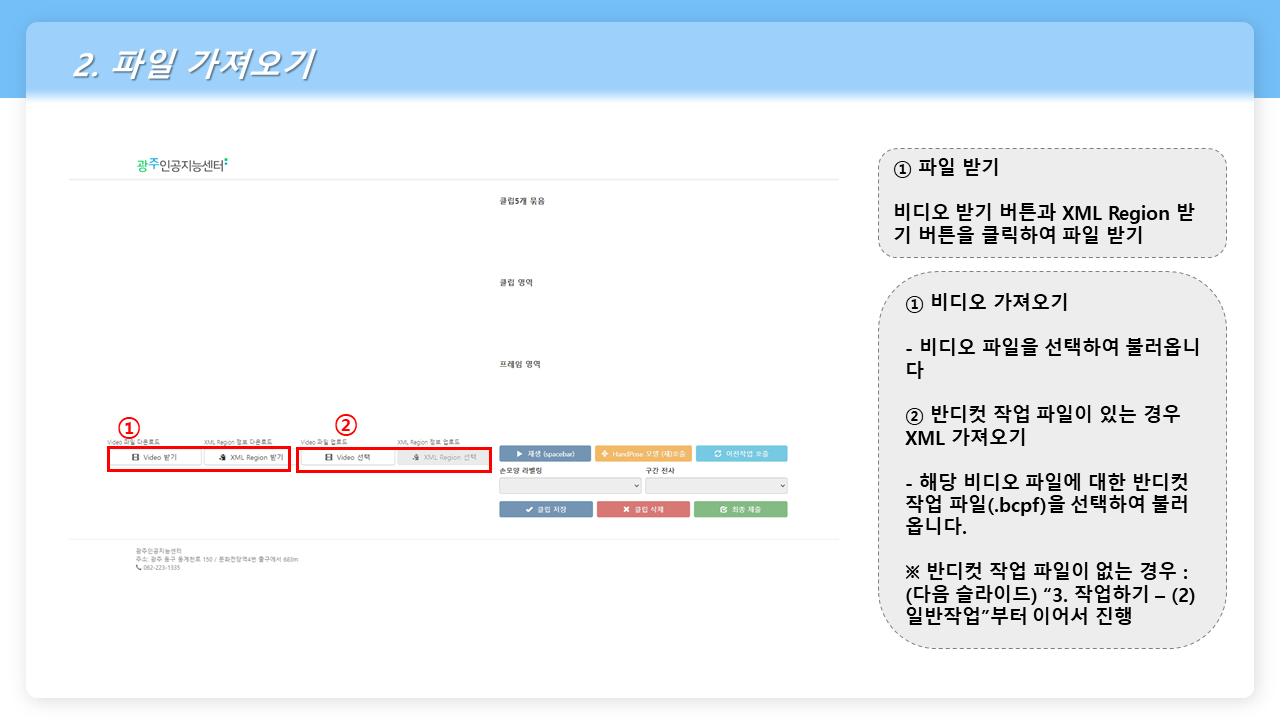 2. 파일 가져오기
광주인공지능센터
클립5개 묶음
클립 영역
프레임 영역
①
②
Video 파일 다운로드
XML Region 정보 다운로드
Video 파일 업로드
XML Region 정보 업로드
Video 받기
XML Region 받기
Video 선택
XML Region 선택
재생 (spacebar)
HandPose 모델 (재)호출
이전작업 호출
손모양 라벨링
구간 전사
클립 저장
클립 삭제
최종 제출
광주인공지능센터
주소: 광주 동구 동계천로 150 / 문화전당역4번 출구에서 683m
062-223-1335
① 파일 받기
비디오 받기 버튼과 XML Region 받
기 버튼을 클릭하여 파일 받기
① 비디오 가져오기
- 비디오 파일을 선택하여 불러옵니
다
② 반디컷 작업 파일이 있는 경우
XML 가져오기
- 해당 비디오 파일에 대한 반디컷
작업 파일(.bcpf)을 선택하여 불러
옵니다.
※ 반디컷 작업 파일이 없는 경우 :
(다음 슬라이드) “3. 작업하기 – (2)
일반작업”부터 이어서 진행